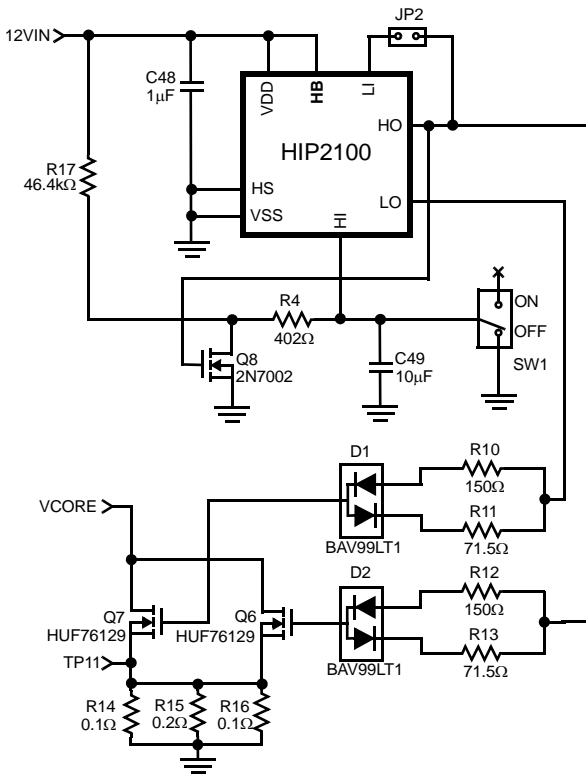 JP2
12VIN
C48
1μF
VDD
HB
LI
HO
HIP2100
R17
46.4kΩ
HS
LO
VSS
HI
R4
402Ω
ON
OFF
SW1
Q8
2N7002
C49
10μF
D1
R10
150Ω
R11
71.5Ω
BAV99LT1
VCORE
D2
R12
150Ω
Q7
HUF76129
Q6
HUF76129
R13
71.5Ω
BAV99LT1
TP11
R14
0.1Ω
R15
0.2Ω
R16
0.1Ω